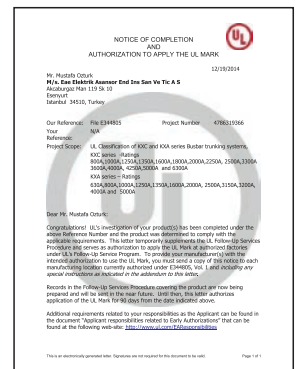 NOTICE OF COMPLETION
AND
AUTHORIZATION TO APPLY THE UL MARK
12/19/2014
Mr. Mustafa Ozturk
M/s. Eae Elektrik Asansor End Ins San Ve Tic A S
Akcaburgaz Mah 119 Sk 10
Esenyurt
Istanbul 34510, Turkey
Our Reference: File E344805 Project Number 4786319366
Your N/A
Reference:
Project Scope: UL Classification of KXC and KXA series Busbar trunking systems,
KXC series -Ratings
800A,1000A,1250A,1350A,1600A,1800A,2000A,2250A, 2500A,3300A
3600A,4000A, 4250A,5000A and 6300A
KXA series – Ratings
630A,800A,1000A,1250A,1350A,1600A,2000A, 2500A,3150A,3200A,
4000A and 5000A
Dear Mr. Mustafa Ozturk:
Congratulations! UL's investigation of your product(s) has been completed under the
above Reference Number and the product was determined to comply with the
applicable requirements. This letter temporarily supplements the UL Follow-Up Services
Procedure and serves as authorization to apply the UL Mark at authorized factories
under UL's Follow-Up Service Program. To provide your manufacturer(s) with the
intended authorization to use the UL Mark, you must send a copy of this notice to each
manufacturing location currently authorized under E344805, Vol. 1 and including any
special instructions as indicated in the addendum to this letter.
Records in the Follow-Up Services Procedure covering the product are now being
prepared and will be sent in the near future. Until then, this letter authorizes
application of the UL Mark for 90 days from the date indicated above.
Additional requirements related to your responsibilities as the Applicant can be found in
the document "Applicant responsibilities related to Early Authorizations" that can be
found at the following web-site: http://www.ul.com/EAResponsibilities
This is an electronically generated letter. Signatures are not required for this document to be valid. Page 1 of 1